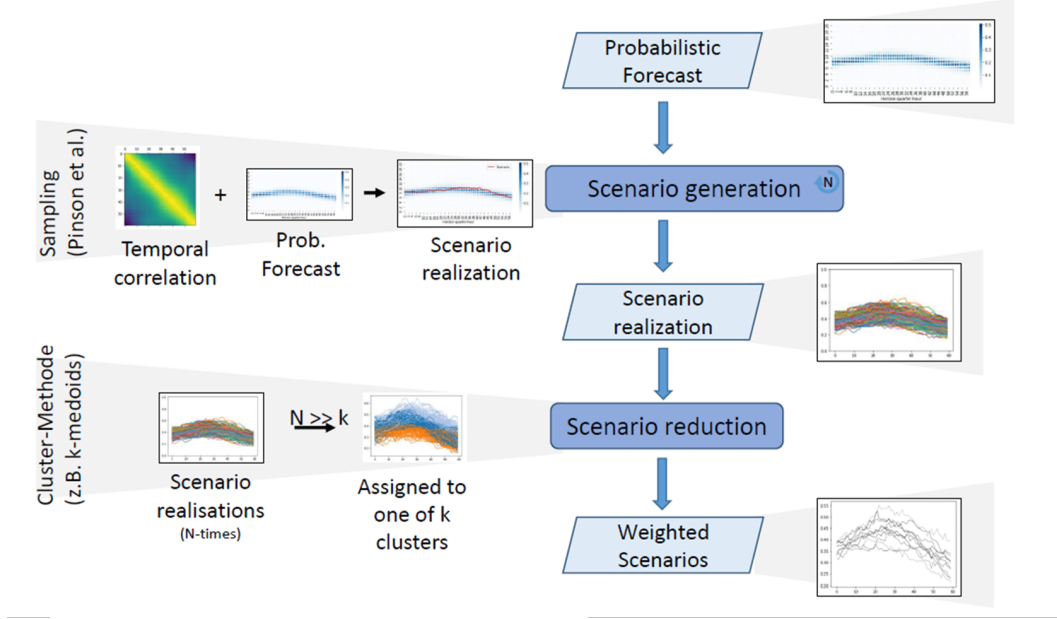 Probabilistic
Forecast
Sampling
(Pinson et al.)
+
Temporal
correlation
Prob.
Forecast
Scenario
realization
Scenario generation
N
Scenario
realization
Cluster-Methode
(z.B. k-medoids)
N >> k
Scenario
realisations
(N-times)
Assigned to
one of k
clusters
Scenario reduction
Weighted
Scenarios